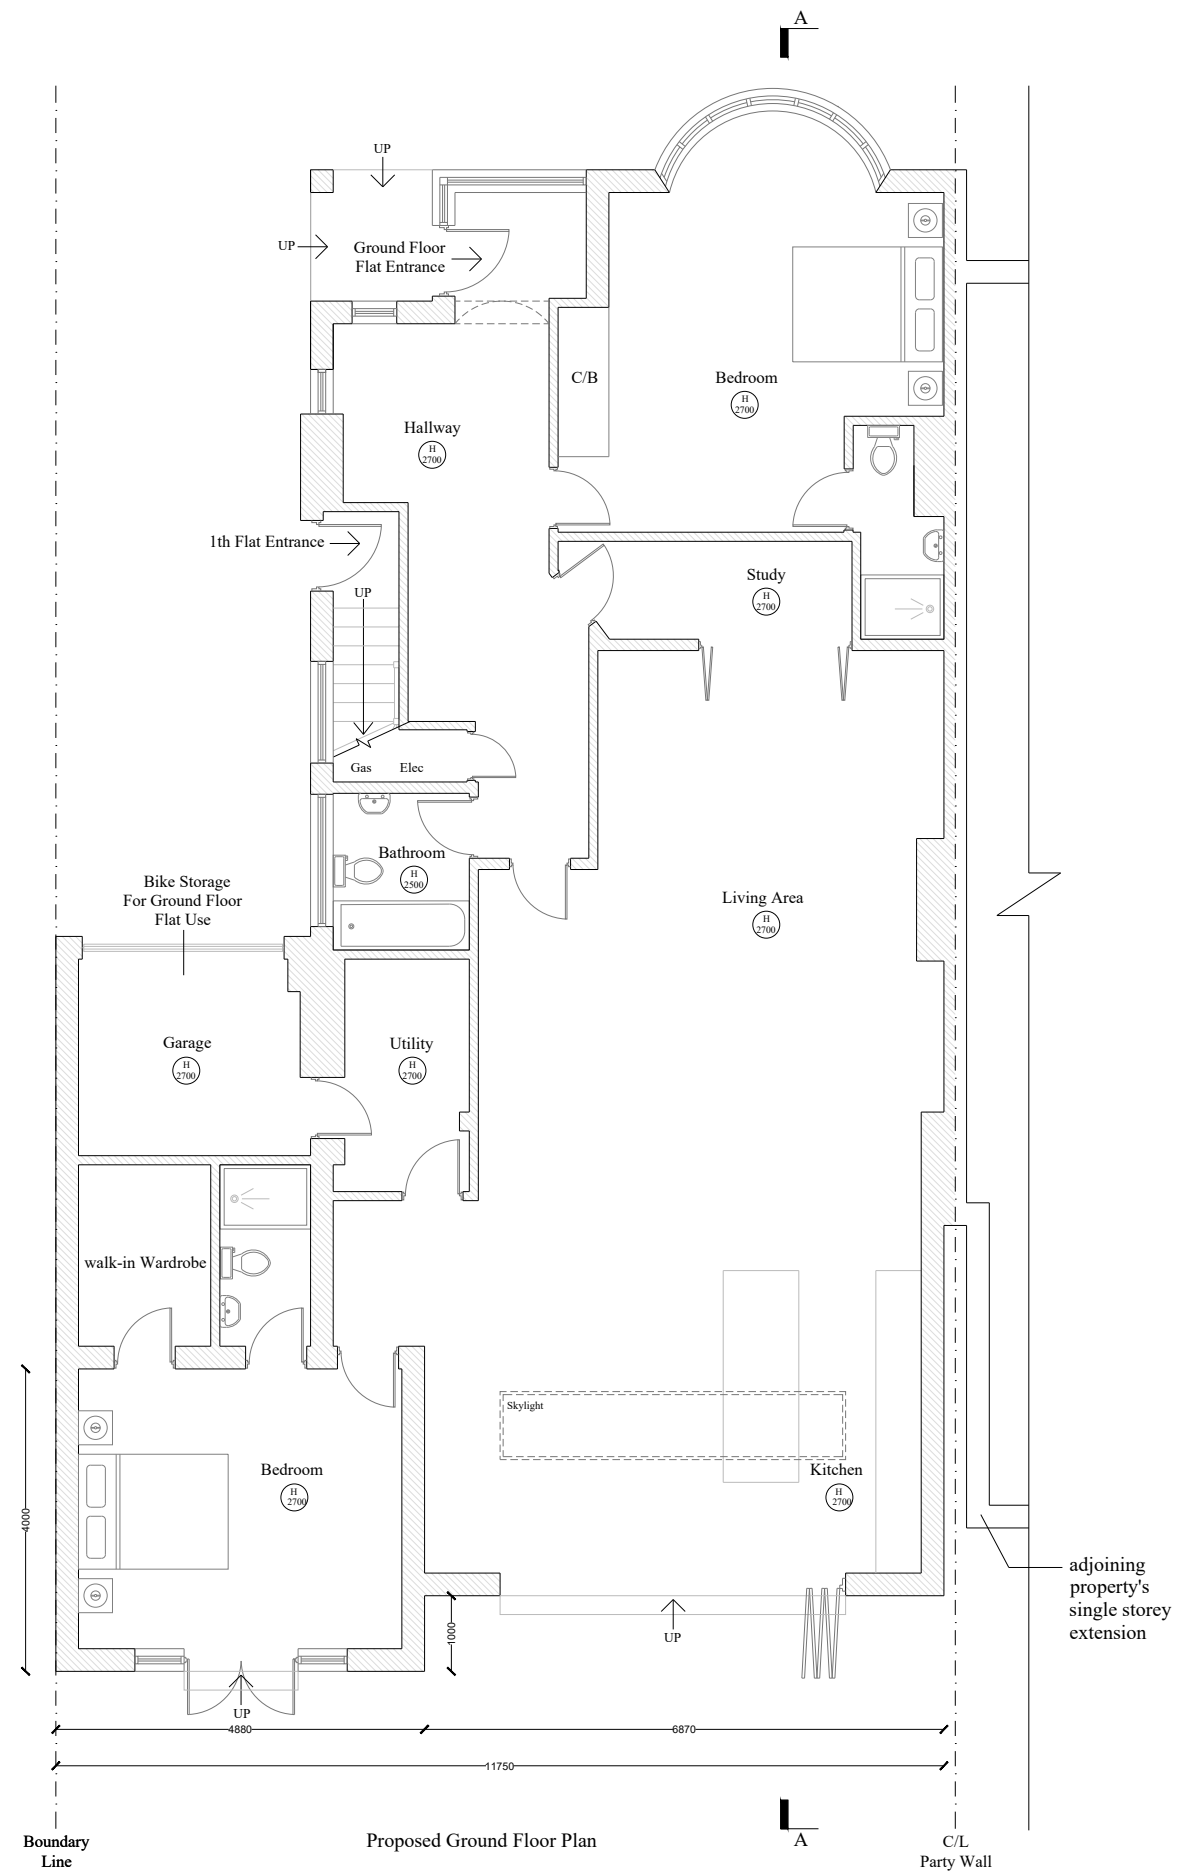 A
UP
UP
Ground Floor
Flat Entrance
C/B
Bedroom
H
2700
Hallway
H
2700
1th Flat Entrance
UP
Study
H
2700
Gas
Elec
Bathroom
H
2500
Bike Storage
For Ground Floor
Flat Use
Living Area
H
2700
Garage
H
2700
Utility
H
2700
walk-in Wardrobe
Skylight
Bedroom
H
2700
Kitchen
H
2700
4000
1000
UP
UP
adjoining
property's
single storey
extension
4880
6870
11750
Boundary
Line
Proposed Ground Floor Plan
A
C/L
Party Wall